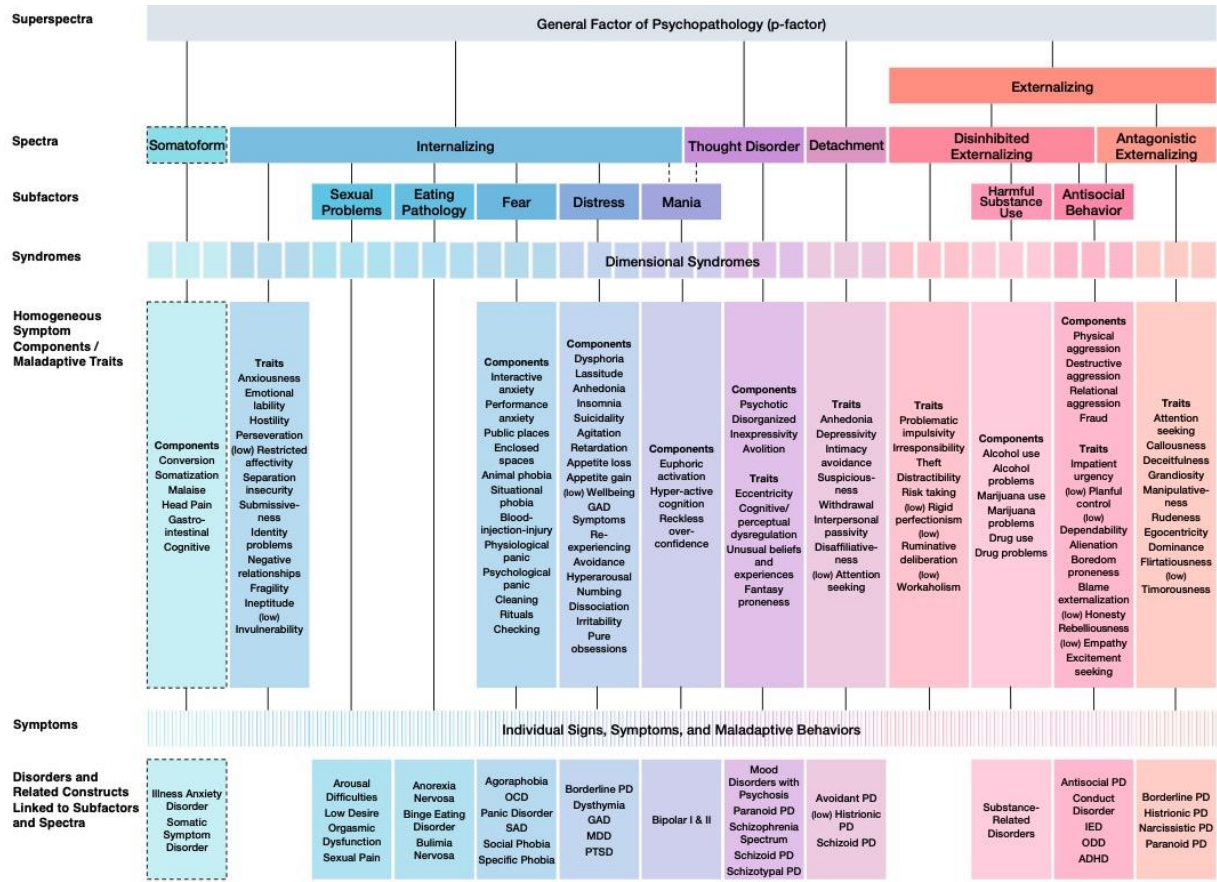 Superspectra
General Factor of Psychopathology (p-factor)
Externalizing
Spectra
Somatoform
Internalizing
Thought Disorder
Detachment
Disinhibited
Externalizing
Antagonistic
Externalizing
Subfactors
Sexual
Problems
Eating
Pathology
Fear
Distress
Mania
Harmful
Substance
Use
Antisocial
Behavior
Syndromes
Dimensional Syndromes
Homogeneous
Symptom
Components /
Maladaptive Traits
Components
Conversion
Somatization
Malaise
Head Pain
Gastro-
intestinal
Cognitive
Traits
Anxiousness
Emotional
lability
Hostility
Perseveration
(low) Restricted
affectivity
Separation
insecurity
Submissive-
ness
Identity
problems
Negative
relationships
Fragility
Ineptitude
(low)
Invulnerability
Components
Interactive
anxiety
Performance
anxiety
Public places
Enclosed
spaces
Animal phobia
Situational
phobia
Blood-
injection-injury
Physiological
panic
Psychological
panic
Cleaning
Rituals
Checking
Components
Dysphoria
Lassitude
Anhedonia
Insomnia
Suicidality
Agitation
Retardation
Appetite loss
Appetite gain
(low) Wellbeing
GAD
Symptoms
Re-
experiencing
Avoidance
Hyperarousal
Numbing
Dissociation
Irritability
Pure
obsessions
Components
Euphoric
activation
Hyper-active
cognition
Reckless
over-
confidence
Components
Psychotic
Disorganized
Inexpressivity
Avolition
Traits
Eccentricity
Cognitive/
perceptual
dysregulation
Unusual beliefs
and
experiences
Fantasy
proneness
Traits
Anhedonia
Depressivity
Intimacy
avoidance
Suspicious-
ness
Withdrawal
Interpersonal
passivity
Disaffiliative-
ness
(low) Attention
seeking
Traits
Problematic
impulsivity
Irresponsibility
Theft
Distractibility
Risk taking
(low) Rigid
perfectionism
(low)
Ruminative
deliberation
(low)
Workaholism
Components
Alcohol use
Alcohol
problems
Marijuana use
Marijuana
problems
Drug use
Drug problems
Components
Physical
aggression
Destructive
aggression
Relational
aggression
Fraud
Traits
Impatient
urgency
(low) Planful
control
(low)
Dependability
Alienation
Boredom
proneness
Blame
externalization
(low) Honesty
Rebelliousness
(low) Empathy
Excitement
seeking
Traits
Attention
seeking
Callousness
Deceitfulness
Grandiosity
Manipulative-
ness
Rudeness
Egocentricity
Dominance
Flirtatiousness
(low)
Timorousness
Symptoms
Individual Signs, Symptoms, and Maladaptive Behaviors
Disorders and
Related Constructs
Linked to Subfactors
and Spectra
Illness Anxiety
Disorder
Somatic
Symptom
Disorder
Arousal
Difficulties
Low Desire
Orgasmic
Dysfunction
Sexual Pain
Anorexia
Nervosa
Binge Eating
Disorder
Bulimia
Nervosa
Agoraphobia
OCD
Panic Disorder
SAD
Social Phobia
Specific Phobia
Borderline PD
Dysthymia
GAD
MDD
PTSD
Bipolar I & II
Mood
Disorders with
Psychosis
Paranoid PD
Schizophrenia
Spectrum
Schizoid PD
Schizotypal PD
Avoidant PD
(low) Histrionic
PD
Schizoid PD
Substance-
Related
Disorders
Antisocial PD
Conduct
Disorder
IED
ODD
ADHD
Borderline PD
Histrionic PD
Narcissistic PD
Paranoid PD